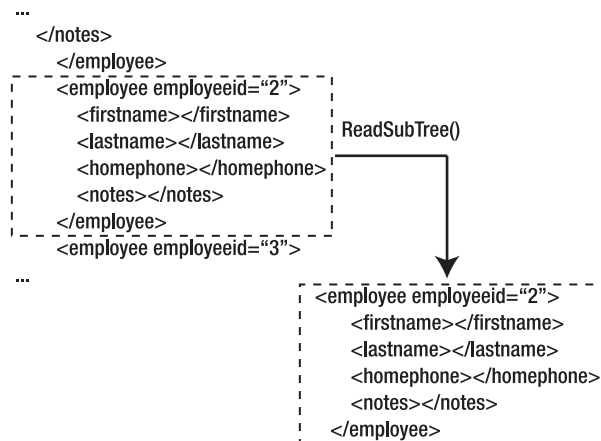 ...
</notes>
</employee>
<employee employeeid=“2”>
<firstname></firstname>
<lastname></lastname>
<homephone></homephone>
<notes></notes>
</employee>
<employee employeeid=“3”>
...
ReadSubTree()
<employee employeeid=“2”>
<firstname></firstname>
<lastname></lastname>
<homephone></homephone>
<notes></notes>
</employee>